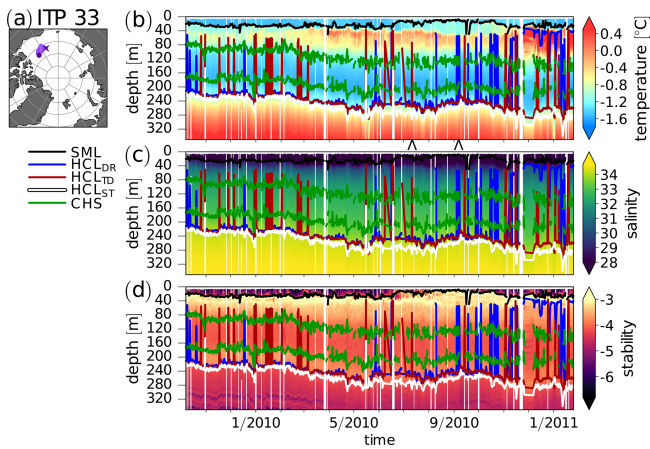 (a) ITP 33
SML
HCL_DR
HCL_TD
HCL_ST
CHS
(b)
0
40
80
120
160
200
240
280
320
depth [m]
0.4
0.0
-0.4
-0.8
-1.2
-1.6
temperature [°C]
^ ^
(c)
0
40
80
120
160
200
240
280
320
depth [m]
34
33
32
31
30
29
28
salinity
(d)
0
40
80
120
160
200
240
280
320
depth [m]
-3
-4
-5
-6
stability
1/2010 5/2010 9/2010 1/2011
time